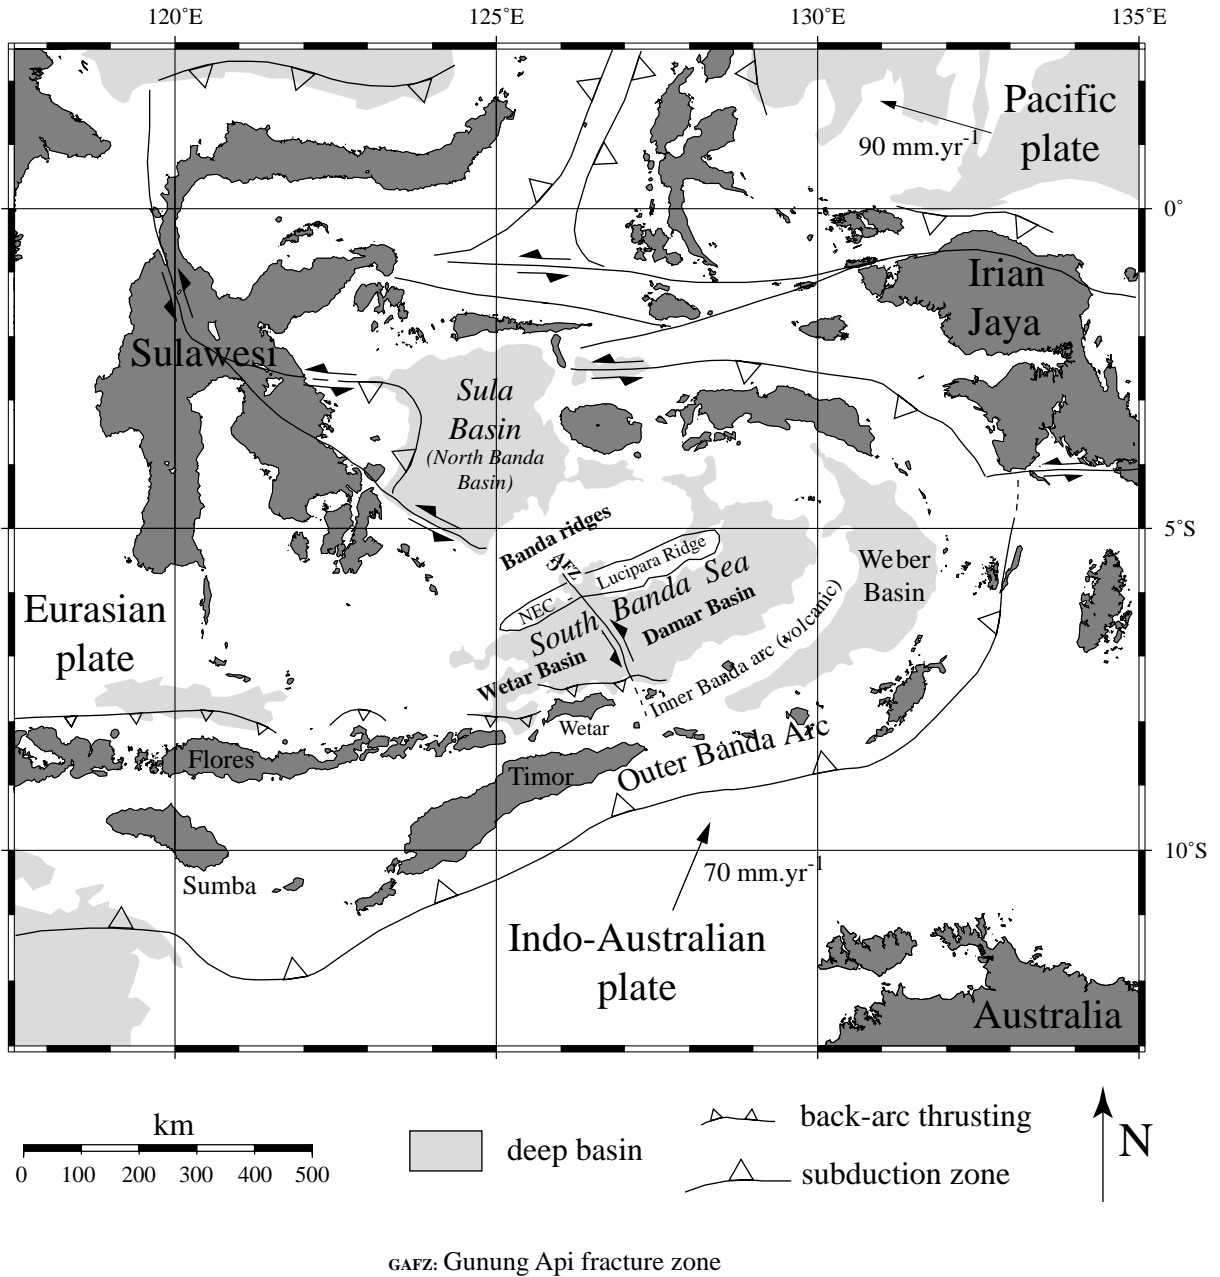 120°E 125°E 130°E 135°E
Pacific
plate
90 mm.yr-1
0°
Irian
Jaya
Sulawesi
Sula
Basin
(North Banda
Basin)
5°S
Banda ridges
Lucipara Ridge
NEC
South Banda Sea
Damar Basin
Wetar Basin
Weber
Basin
Inner Banda arc (volcanic)
Eurasian
plate
Wetar
Flores
Timor
Outer Banda Arc
10°S
Sumba
70 mm.yr-1
Indo-Australian
plate
Australia
km
0 100 200 300 400 500
deep basin
back-arc thrusting
subduction zone
N
GAFZ: Gunung Api fracture zone